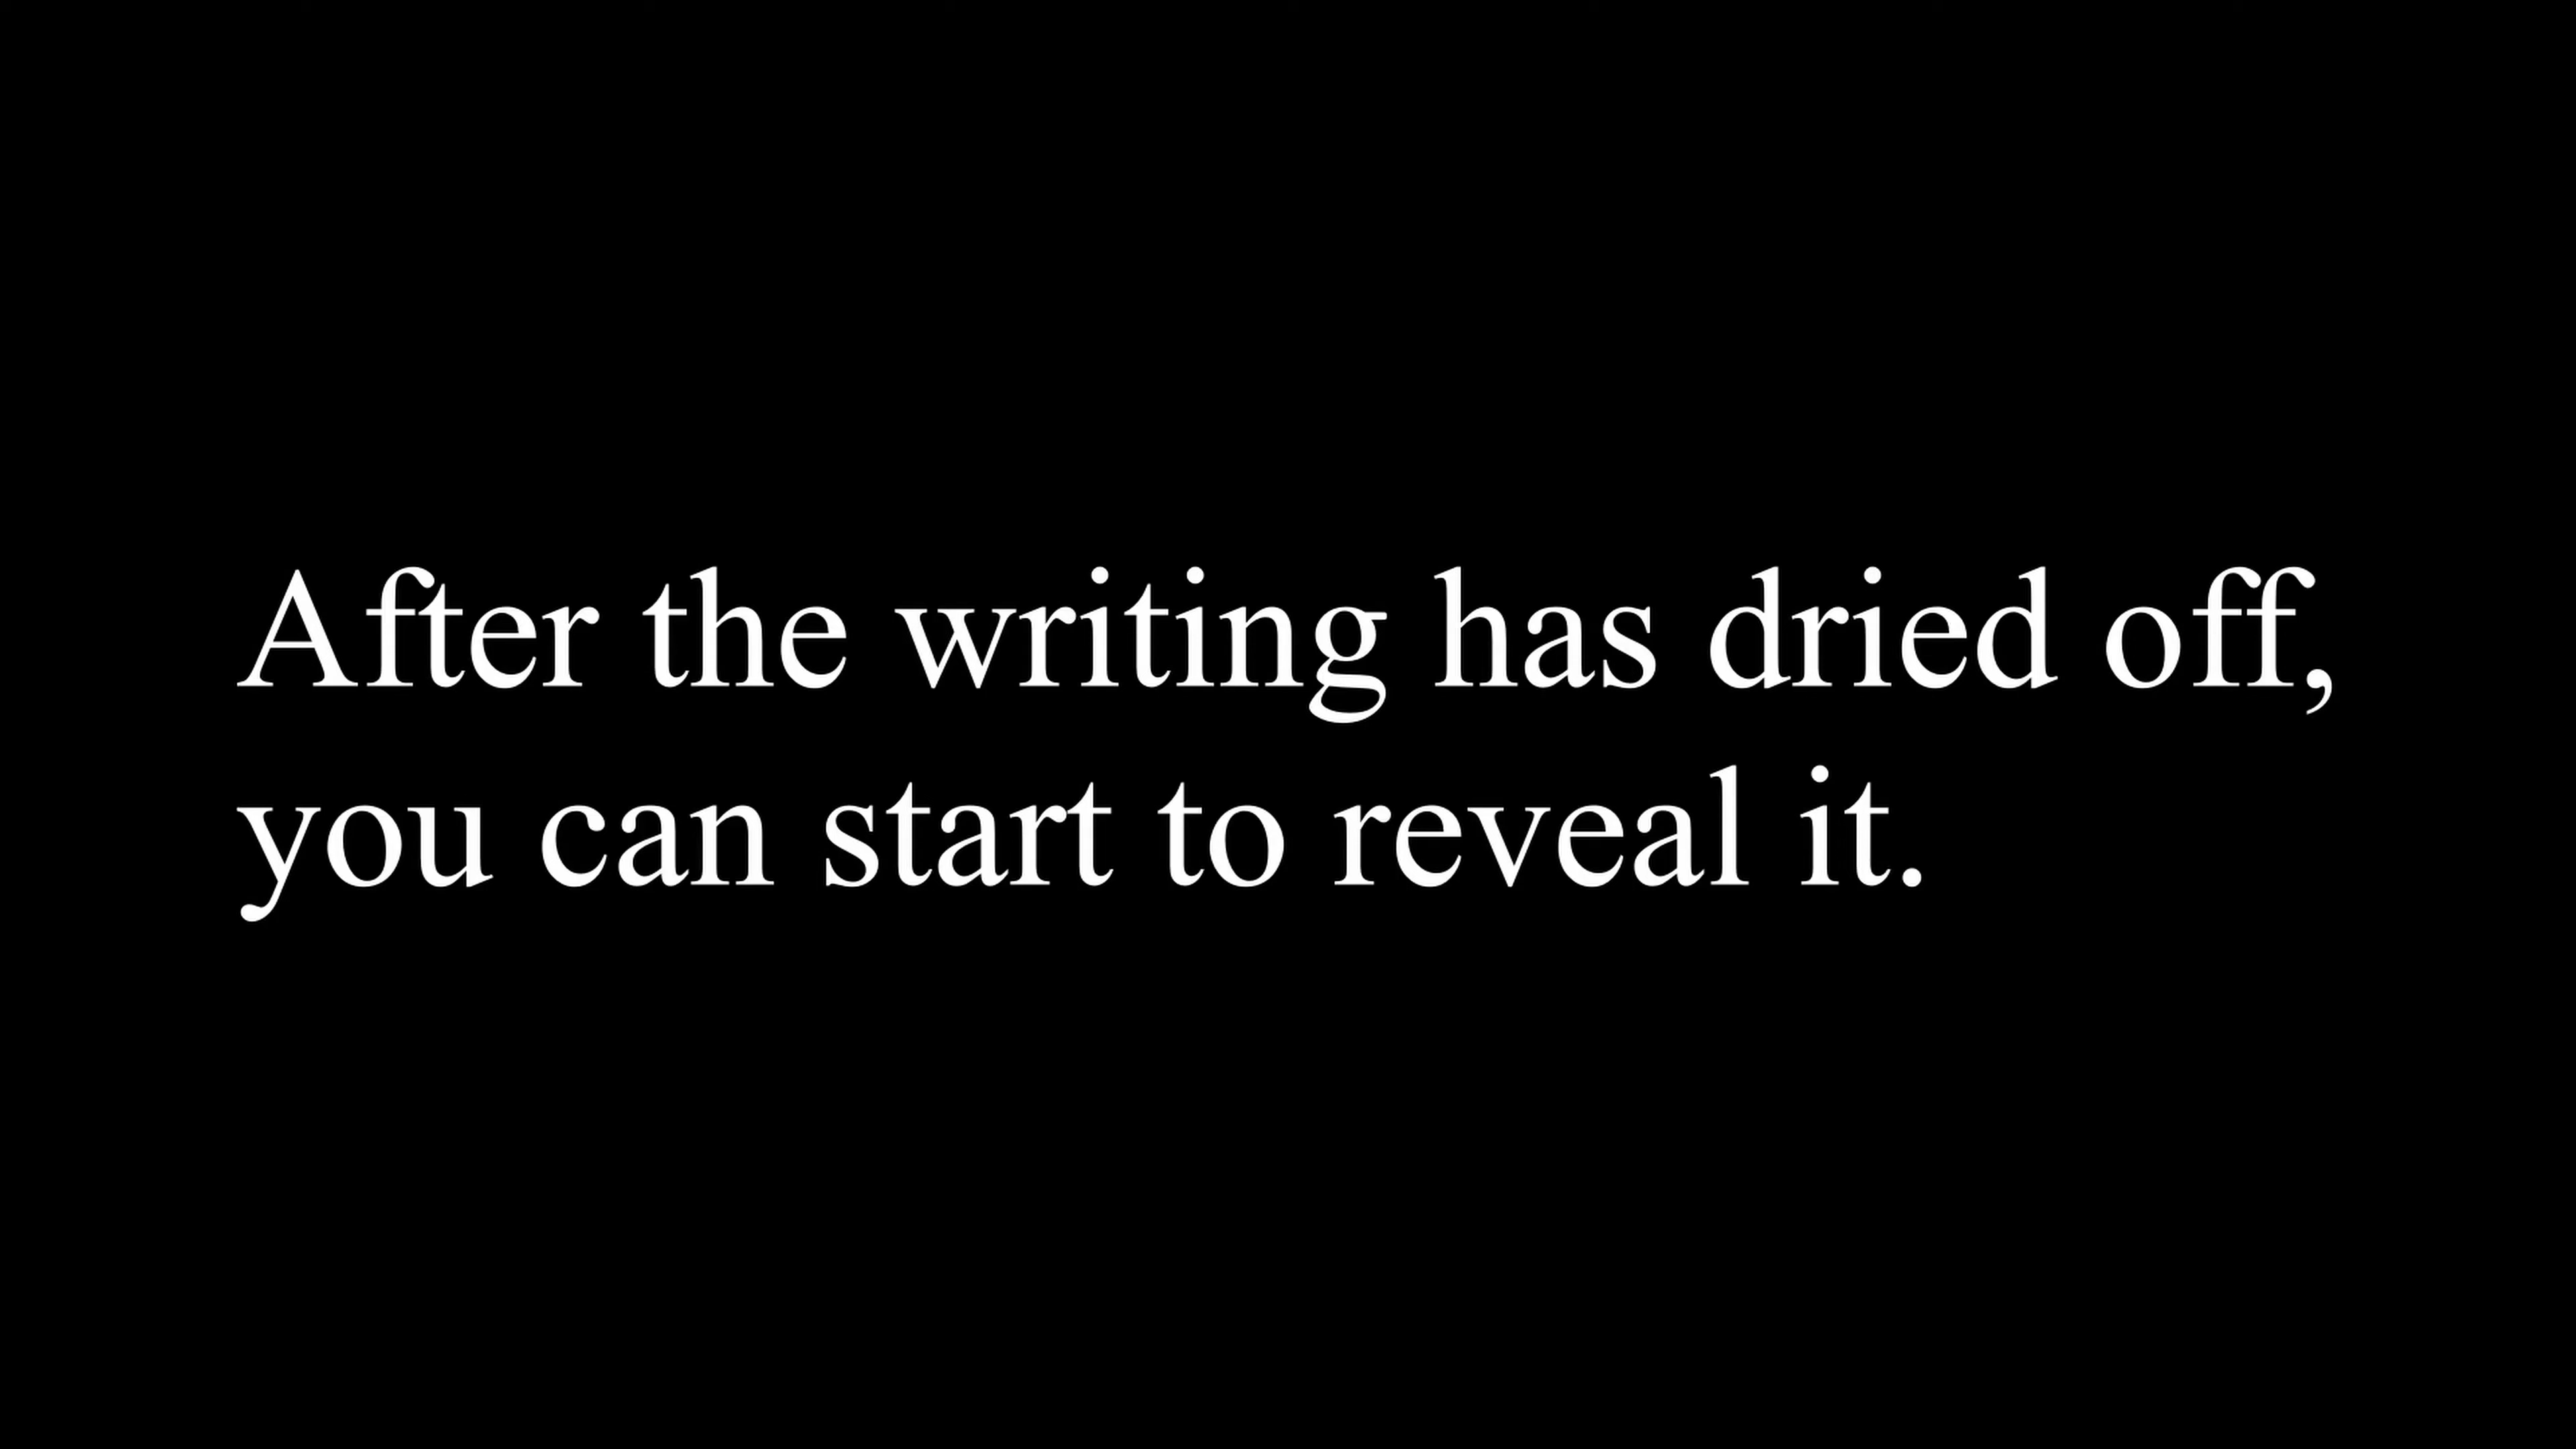 After the writing has dried off,
you can start to reveal it.